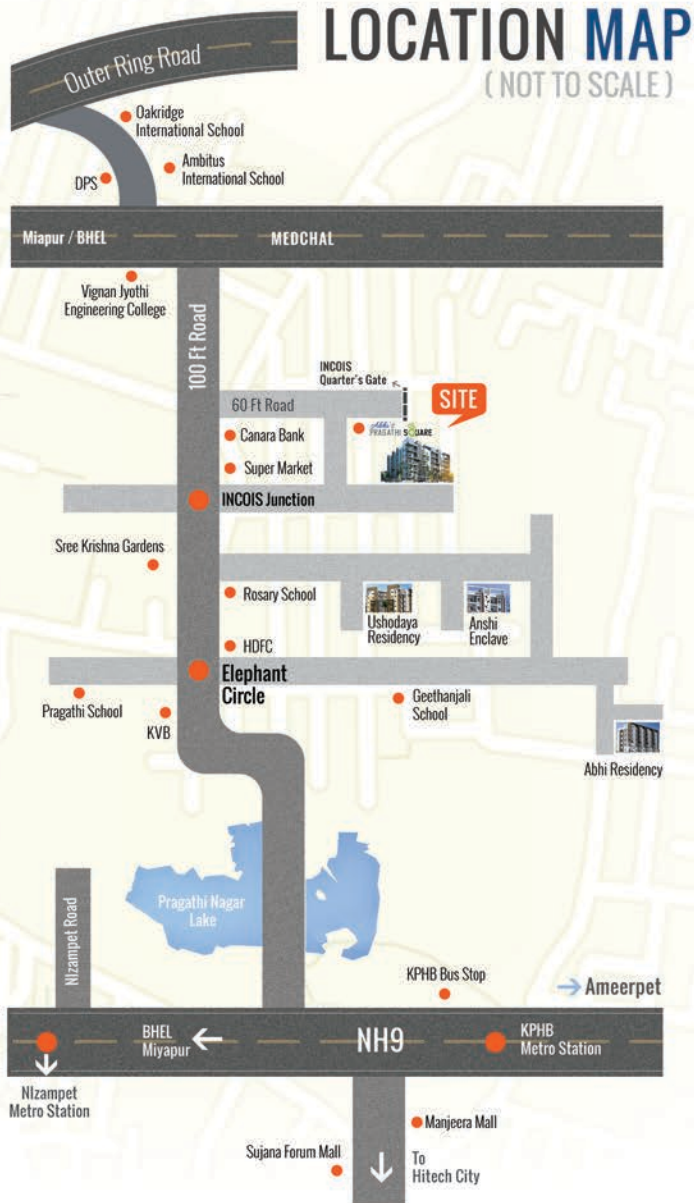 LOCATION MAP
( NOT TO SCALE )
Outer Ring Road
Oakridge
International School
Ambitus
International School
DPS
Miapur / BHEL
MEDCHAL
Vignan Jyothi
Engineering College
100 Ft Road
INCOIS
Quarter's Gate
60 Ft Road
SITE
Abhi's
PRAGATHI SQUARE
Canara Bank
Super Market
INCOIS Junction
Sree Krishna Gardens
Rosary School
Ushodaya
Residency
Anshi
Enclave
HDFC
Elephant
Circle
Pragathi School
KVB
Geethanjali
School
Abhi Residency
Pragathi Nagar
Lake
NIzampet Road
KPHB Bus Stop
Ameerpet
BHEL
Miyapur
NH9
KPHB
Metro Station
NIzampet
Metro Station
Manjeera Mall
Sujana Forum Mall
To
Hitech City